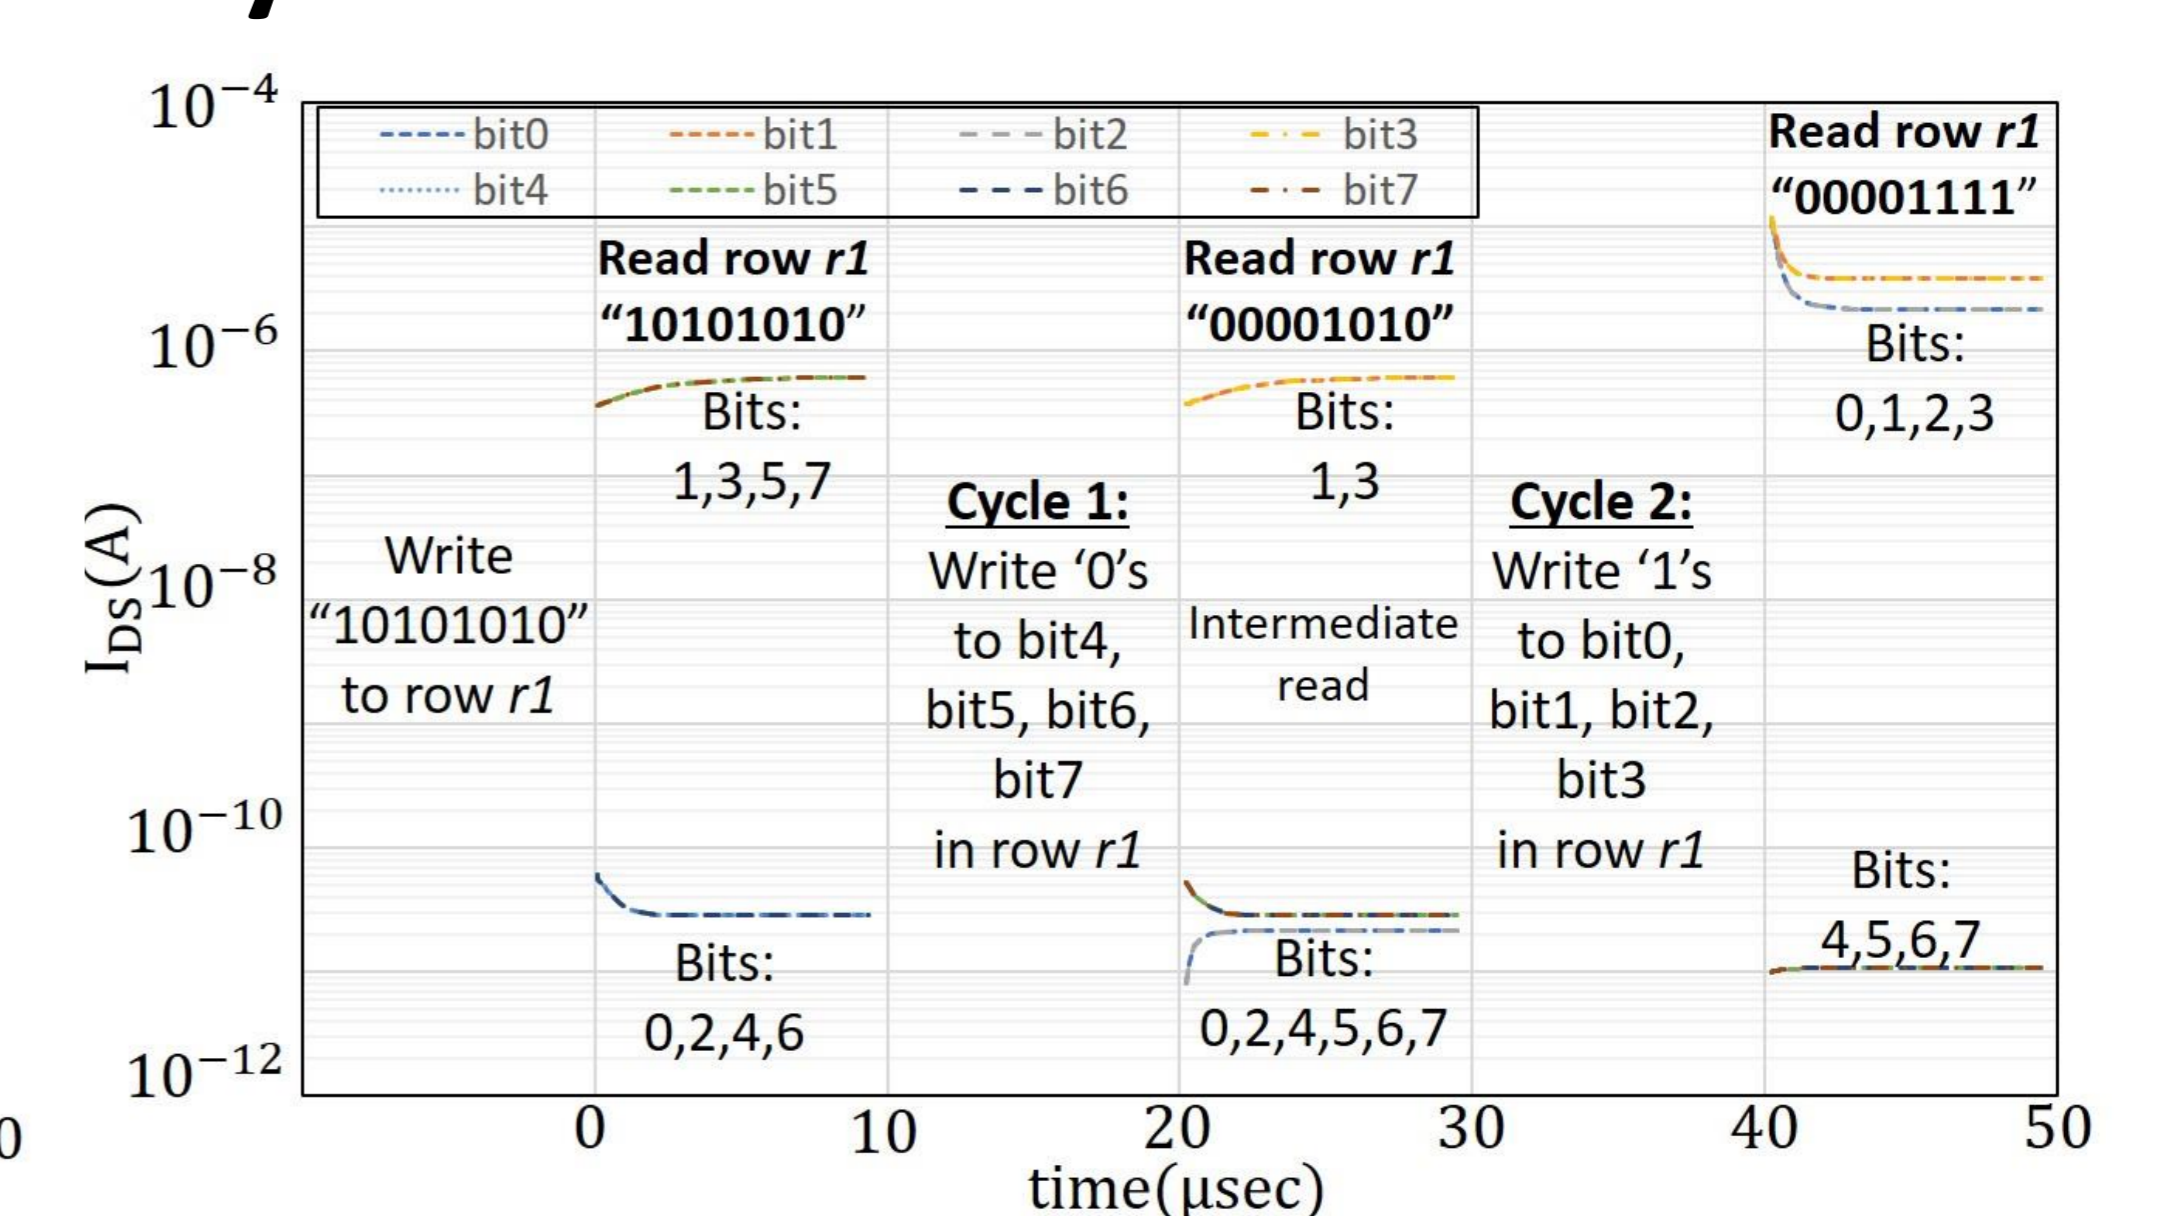 10⁻⁴
10⁻⁶
10⁻⁸
10⁻¹⁰
10⁻¹²
I_DS(A)
bit0 bit1 bit2 bit3
bit4 bit5 bit6 bit7
Write
“10101010”
to row r1
Read row r1
“10101010”
Bits:
1,3,5,7
Bits:
0,2,4,6
Cycle 1:
Write ‘0’s
to bit4,
bit5, bit6,
bit7
in row r1
Read row r1
“00001010”
Bits:
1,3
Intermediate
read
Bits:
0,2,4,5,6,7
Cycle 2:
Write ‘1’s
to bit0,
bit1, bit2,
bit3
in row r1
Read row r1
“00001111”
Bits:
0,1,2,3
Bits:
4,5,6,7
0 10 20 30 40 50
time(μsec)